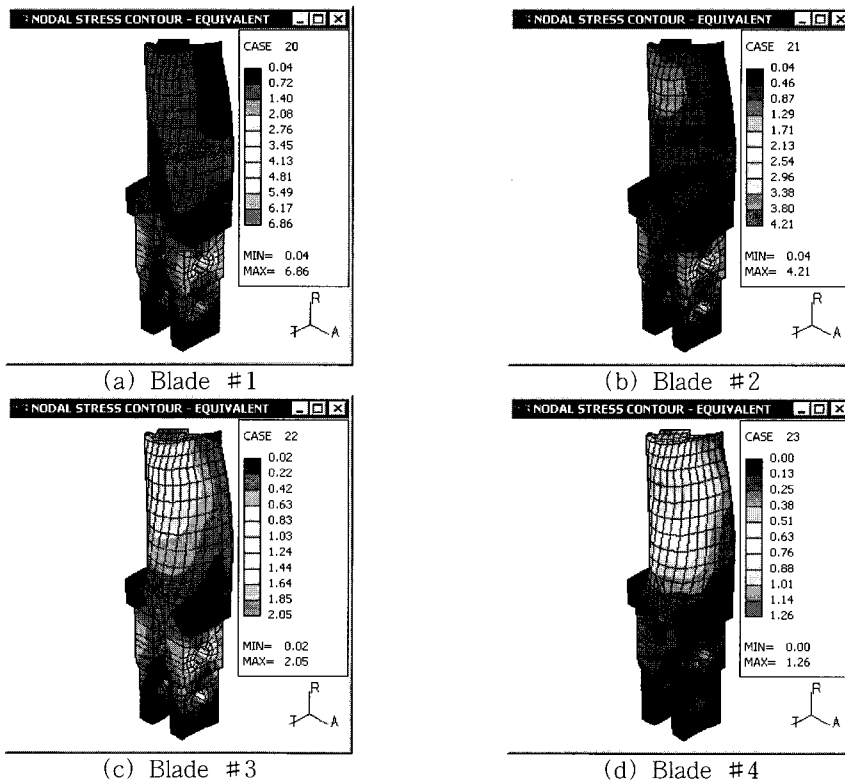 NODAL STRESS CONTOUR - EQUIVALENT
CASE 20
0.04
0.72
1.40
2.08
2.76
3.45
4.13
4.81
5.49
6.17
6.86
MIN= 0.04
MAX= 6.86
R
T
A
(a) Blade #1
NODAL STRESS CONTOUR - EQUIVALENT
CASE 21
0.04
0.46
0.87
1.29
1.71
2.13
2.54
2.96
3.38
3.80
4.21
MIN= 0.04
MAX= 4.21
R
T
A
(b) Blade #2
NODAL STRESS CONTOUR - EQUIVALENT
CASE 22
0.02
0.22
0.42
0.63
0.83
1.03
1.24
1.44
1.64
1.85
2.05
MIN= 0.02
MAX= 2.05
R
T
A
(c) Blade #3
NODAL STRESS CONTOUR - EQUIVALENT
CASE 23
0.00
0.13
0.25
0.38
0.51
0.63
0.76
0.88
1.01
1.14
1.26
MIN= 0.00
MAX= 1.26
R
T
A
(d) Blade #4